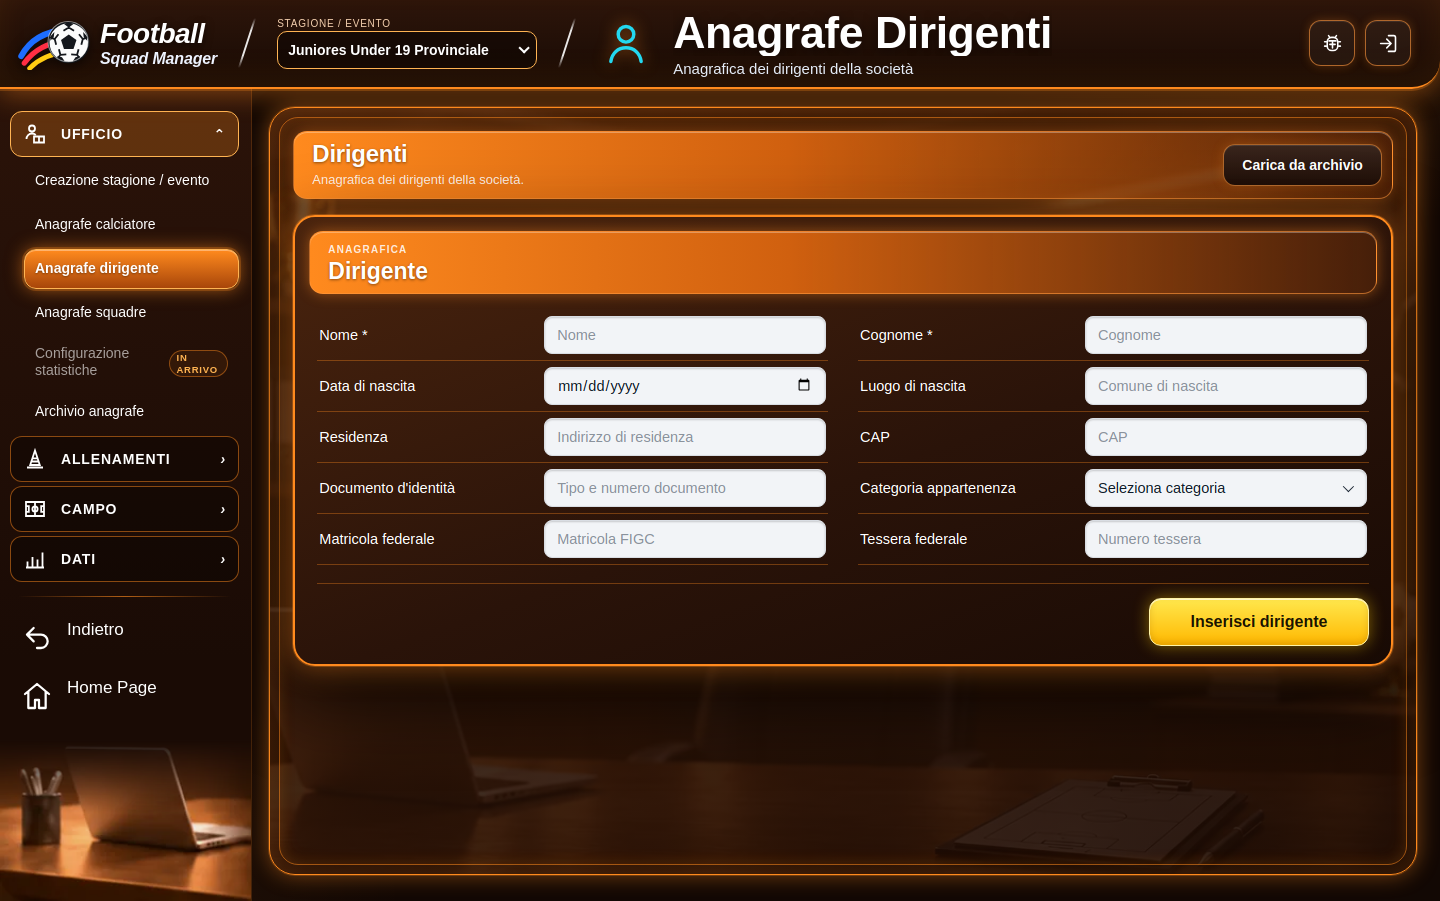 Football
Squad Manager
STAGIONE / EVENTO
Juniores Under 19 Provinciale
Anagrafe Dirigenti
Anagrafica dei dirigenti della società
UFFICIO
Creazione stagione / evento
Anagrafe calciatore
Anagrafe dirigente
Anagrafe squadre
Configurazione
statistiche
IN
ARRIVO
Archivio anagrafe
ALLENAMENTI
CAMPO
DATI
Indietro
Home Page
Dirigenti
Anagrafica dei dirigenti della società.
Carica da archivio
ANAGRAFICA
Dirigente
Nome * Nome
Cognome * Cognome
Data di nascita mm/dd/yyyy
Luogo di nascita Comune di nascita
Residenza Indirizzo di residenza
CAP CAP
Documento d'identità Tipo e numero documento
Categoria appartenenza Seleziona categoria
Matricola federale Matricola FIGC
Tessera federale Numero tessera
Inserisci dirigente